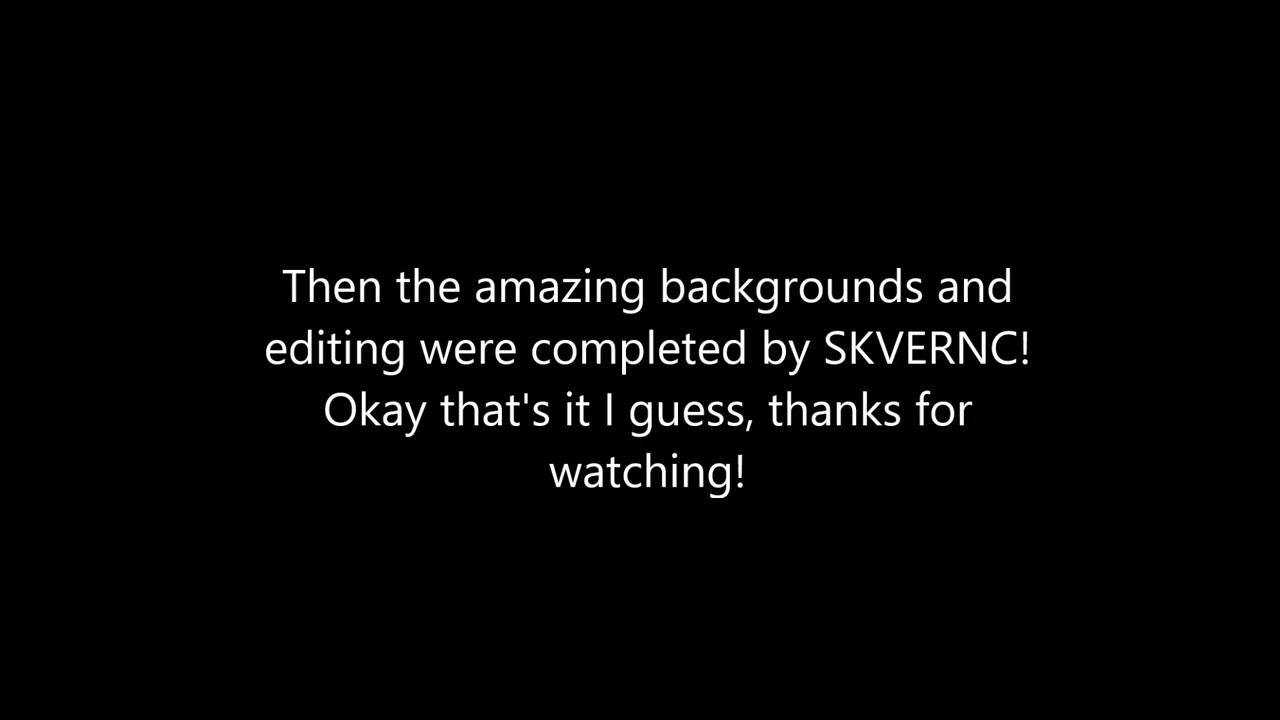 Then the amazing backgrounds and
editing were completed by SKVERNC!
Okay that's it I guess, thanks for
watching!